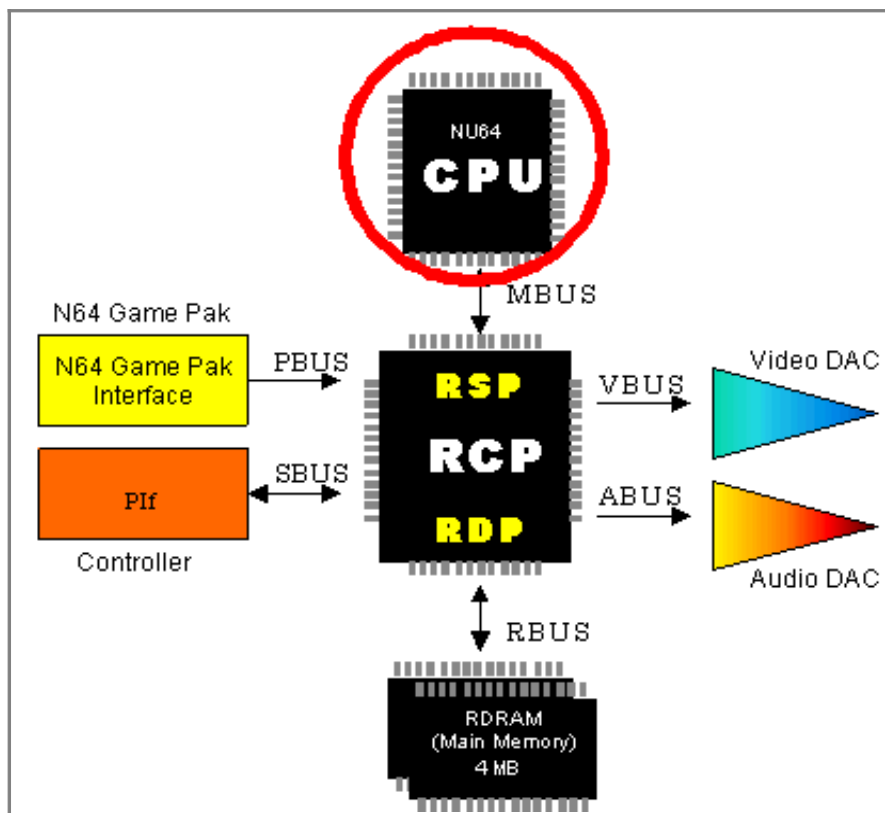 NU64
CPU
MBUS
N64 Game Pak
N64 Game Pak
Interface
PBUS
RSP
RCP
RDP
VBUS
Video DAC
PIf
SBUS
ABUS
Controller
Audio DAC
RBUS
RDRAM
(Main Memory)
4 MB